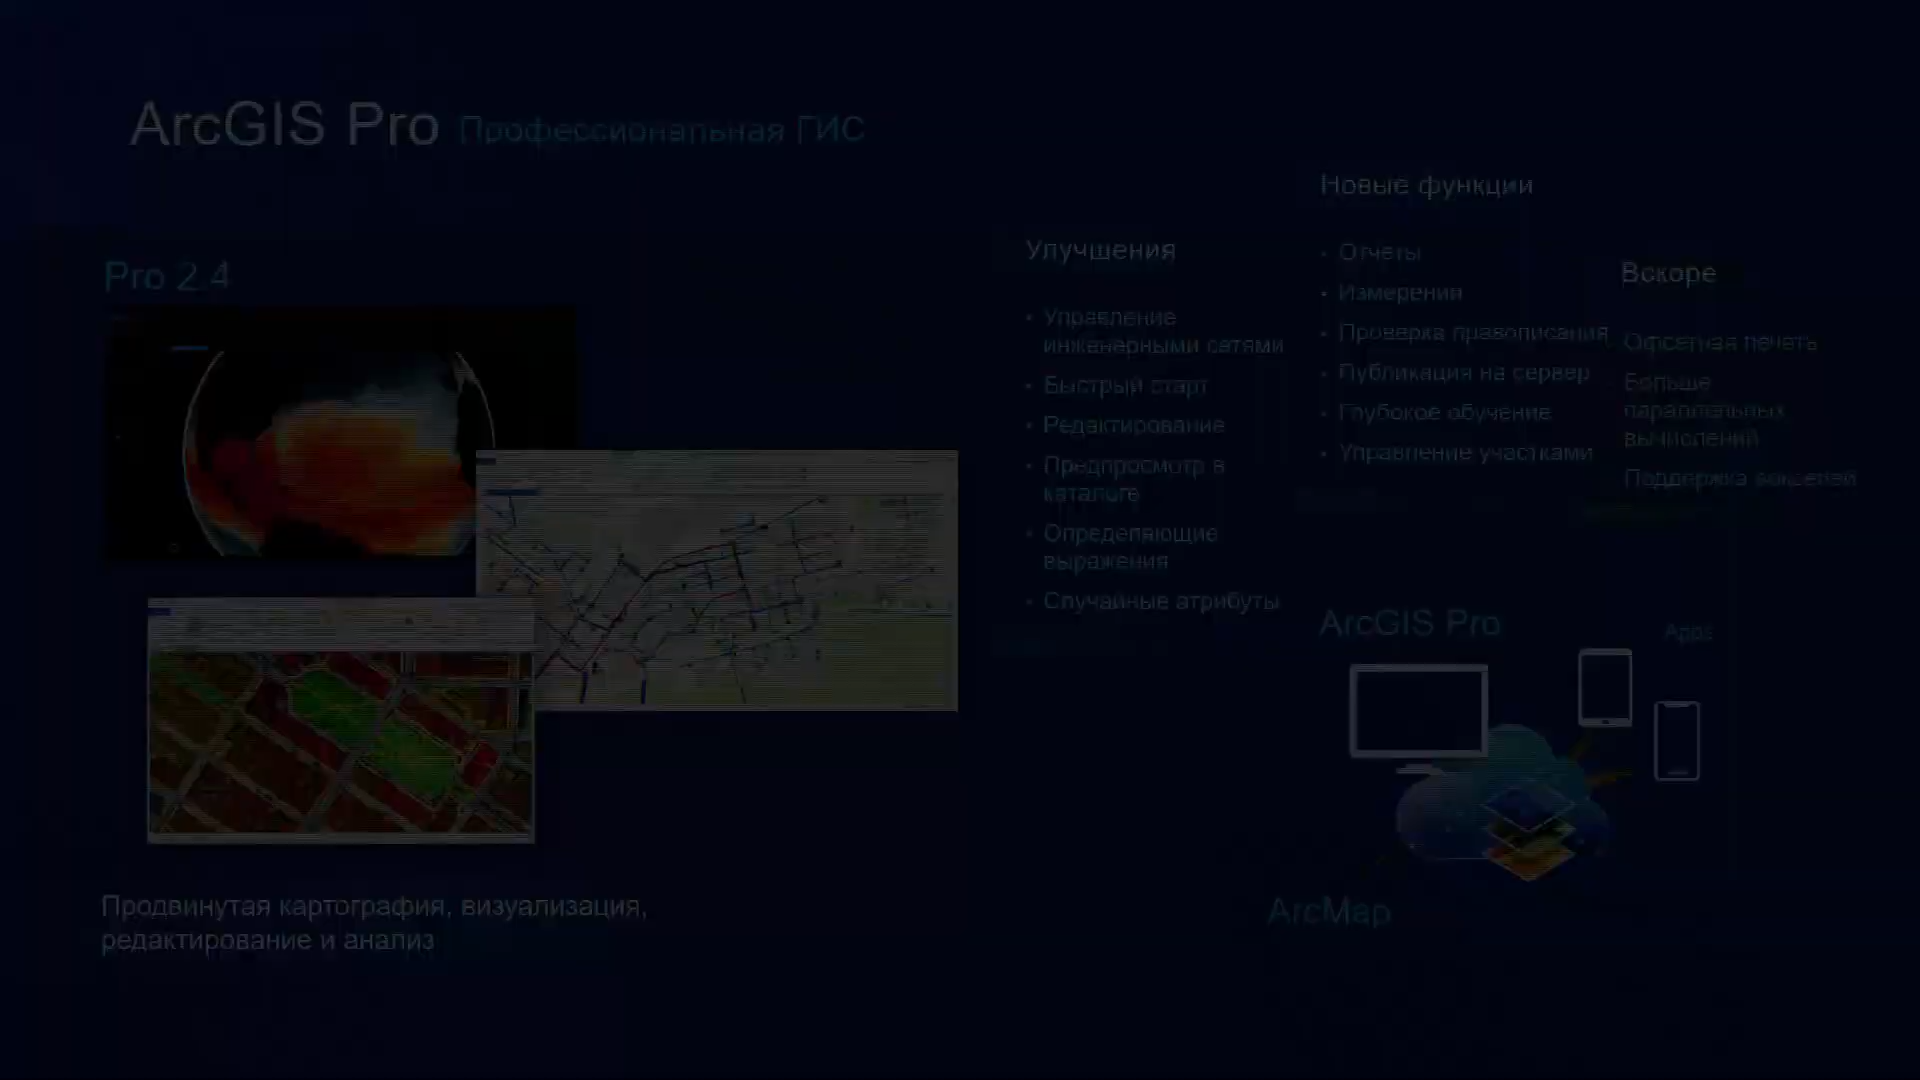 ArcGIS Pro Профессиональная ГИС
Pro 2.4
Продвинутая картография, визуализация,
редактирование и анализ
Улучшения
• Управление
инженерными сетями
• Быстрый старт
• Редактирование
• Предпросмотр в
каталоге
• Определяющие
выражения
• Случайные атрибуты
Новые функции
• Отчеты
• Измерения
• Проверка правописания
• Публикация на сервер
• Глубокое обучение
• Управление участками
Вскоре
Офсетная печать
Больше
параллельных
вычислений
Поддержка вокселей
ArcGIS Pro
Apps
ArcMap